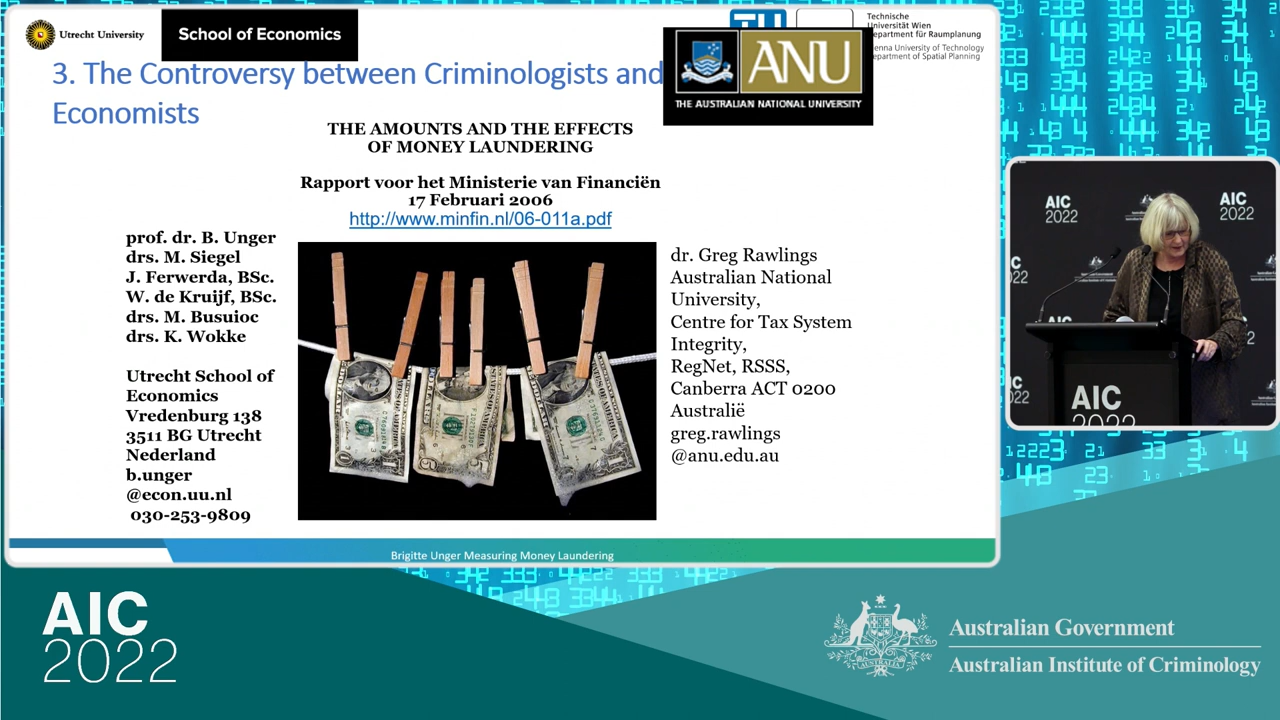 Utrecht University
School of Economics
Technische
Universität Wien
Department für Raumplanung
Vienna University of Technology
Department of Spatial Planning
3. The Controversy between Criminologists and
Economists
ANU
THE AUSTRALIAN NATIONAL UNIVERSITY
THE AMOUNTS AND THE EFFECTS
OF MONEY LAUNDERING
Rapport voor het Ministerie van Financiën
17 Februari 2006
http://www.minfin.nl/06-011a.pdf
prof. dr. B. Unger
drs. M. Siegel
J. Ferwerda, BSc.
W. de Kruijf, BSc.
drs. M. Busuioc
drs. K. Wokke
Utrecht School of
Economics
Vredenburg 138
3511 BG Utrecht
Nederland
b.unger
@econ.uu.nl
030-253-9809
dr. Greg Rawlings
Australian National
University,
Centre for Tax System
Integrity,
RegNet, RSSS,
Canberra ACT 0200
Australië
greg.rawlings
@anu.edu.au
Brigitte Unger Measuring Money Laundering
AIC
2022
AIC
2022
AIC
2022
AIC
2022
Australian Government
Australian Institute of Criminology